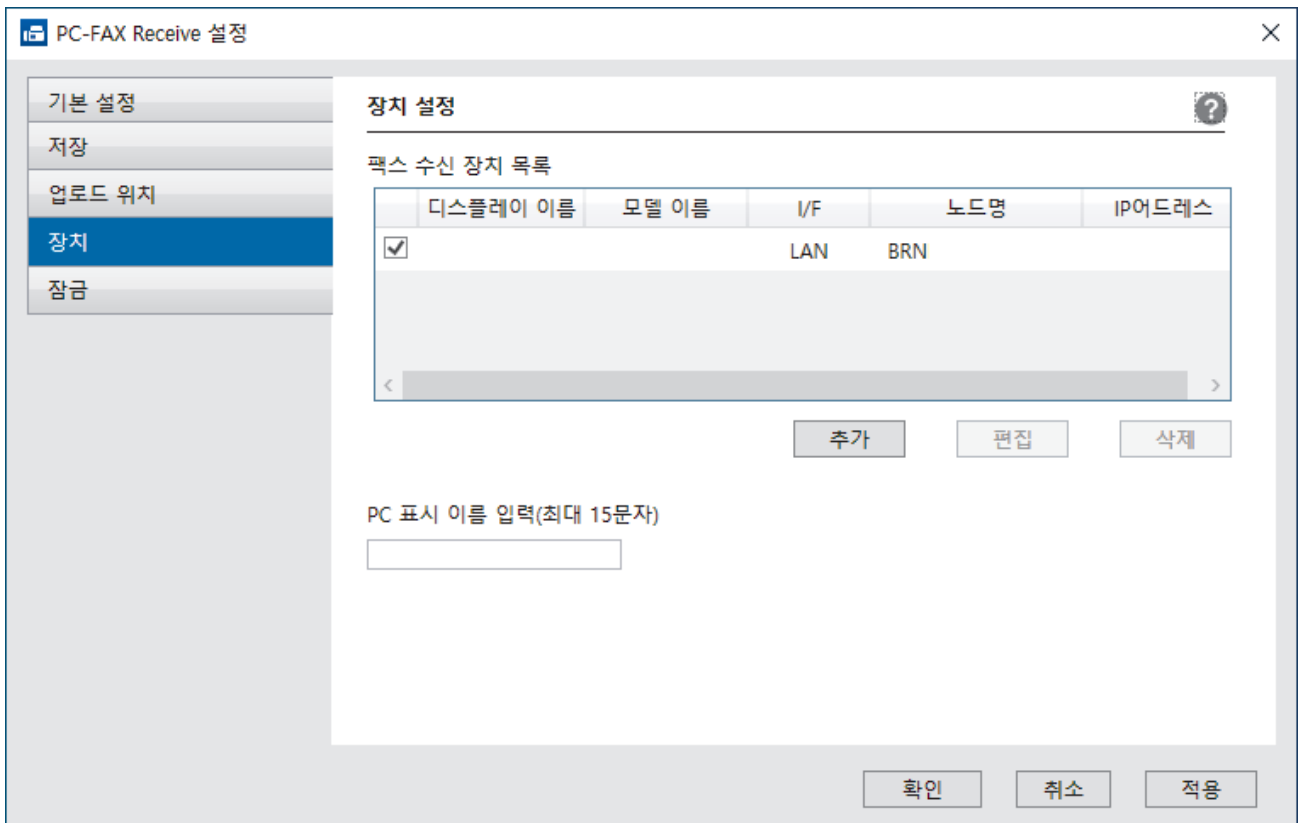 PC-FAX Receive 설정
기본 설정
저장
업로드 위치
장치
잠금
장치 설정
?
팩스 수신 장치 목록
디스플레이 이름 모델 이름 I/F 노드명 IP어드레스
LAN BRN
추가 편집 삭제
PC 표시 이름 입력(최대 15문자)
확인 취소 적용